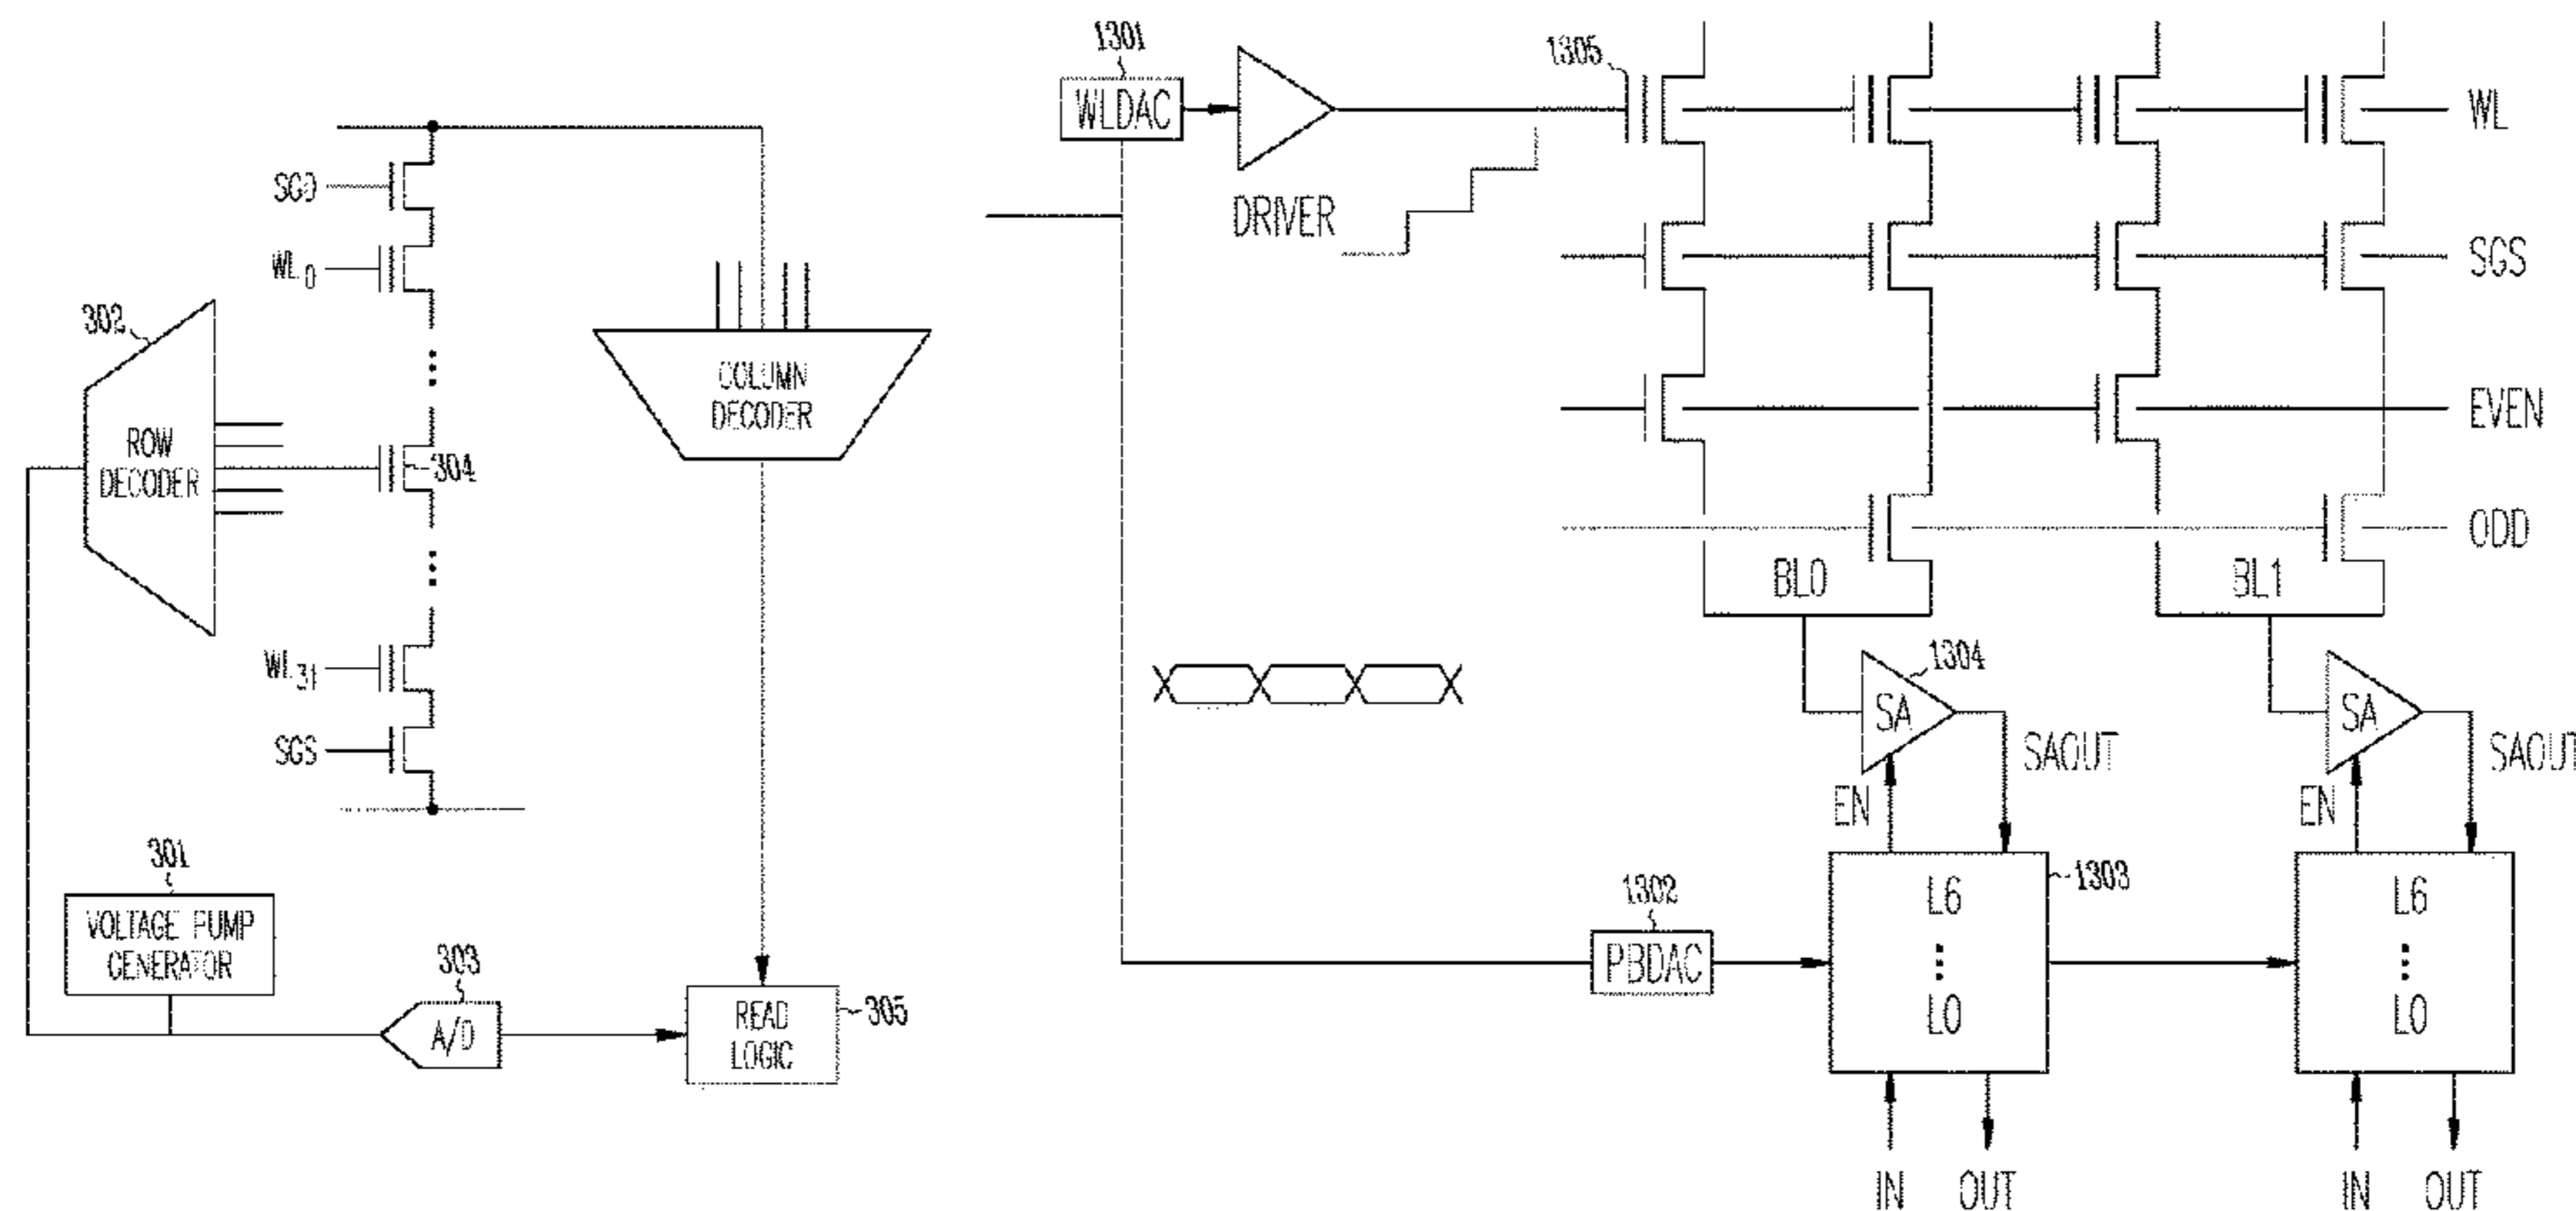 SGD
WL0
302
ROW
DECODER
304
WL31
SGS
COLUMN
DECODER
301
VOLTAGE PUMP
GENERATOR
303
A/D
READ
LOGIC
305
1301
WLDAC
DRIVER
1305
WL
SGS
EVEN
ODD
BL0
BL1
1304
SA
SA
SAOUT
SAOUT
EN
EN
1302
PBDAC
1303
L6
L0
L6
L0
IN
OUT
IN
OUT